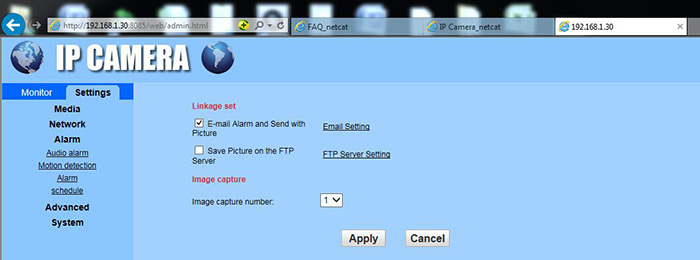 http://192.168.1.30:8085/web/admin.html
FAQ_netcat
IP Camera_netcat
192.168.1.30
IP CAMERA
Monitor
Settings
Media
Network
Alarm
Audio alarm
Motion detection
Alarm
schedule
Advanced
System
Linkage set
E-mail Alarm and Send with
Picture
Email Setting
Save Picture on the FTP
Server
FTP Server Setting
Image capture
Image capture number:
1
Apply
Cancel